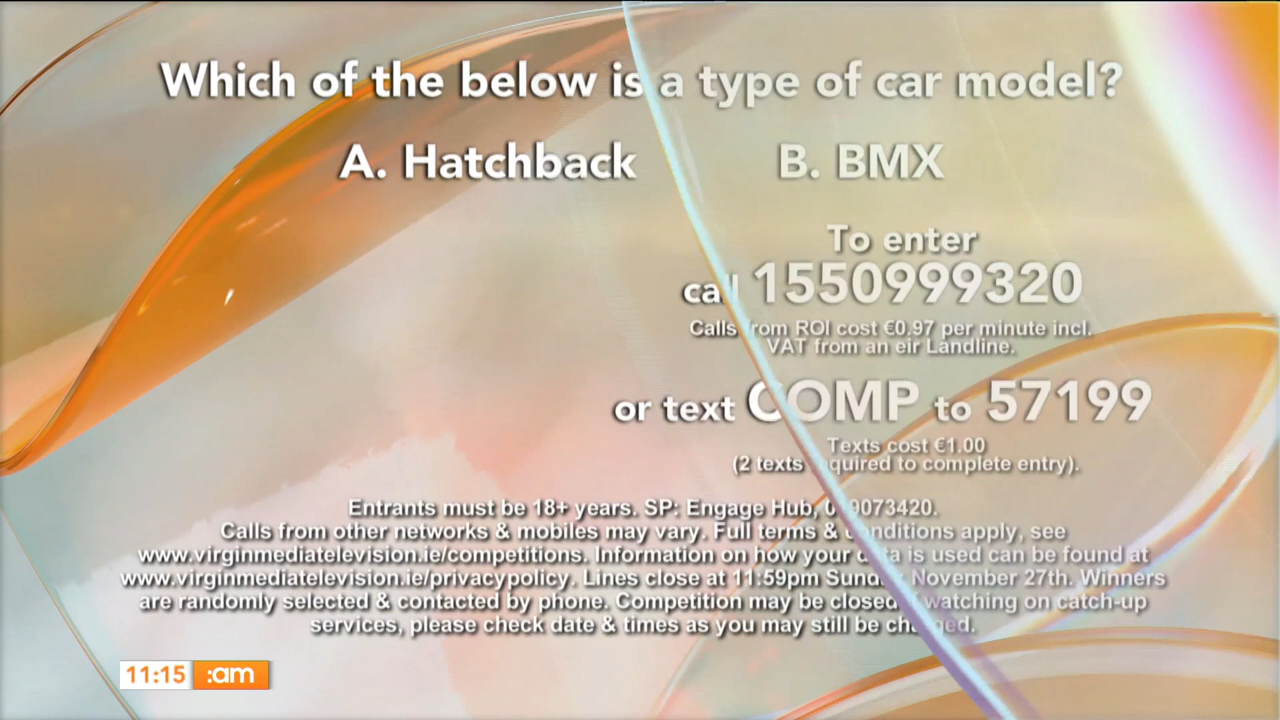 Which of the below is a type of car model?
A. Hatchback B. BMX
To enter
call 1550999320
Calls from ROI cost €0.97 per minute incl.
VAT from an eir Landline.
or text COMP to 57199
Texts cost €1.00
(2 texts required to complete entry).
Entrants must be 18+ years. SP: Engage Hub,
Calls from other networks & mobiles may vary. Full terms & conditions apply, see
www.virginmediatelevision.ie/competitions. Information on how your data is used can be found at
www.virginmediatelevision.ie/privacypolicy. Lines close at 11:59pm Sunday November 27th. Winners
are randomly selected & contacted by phone. Competition may be closed if watching on catch-up
services, please check date & times as you may still be charged.
11:15 :am